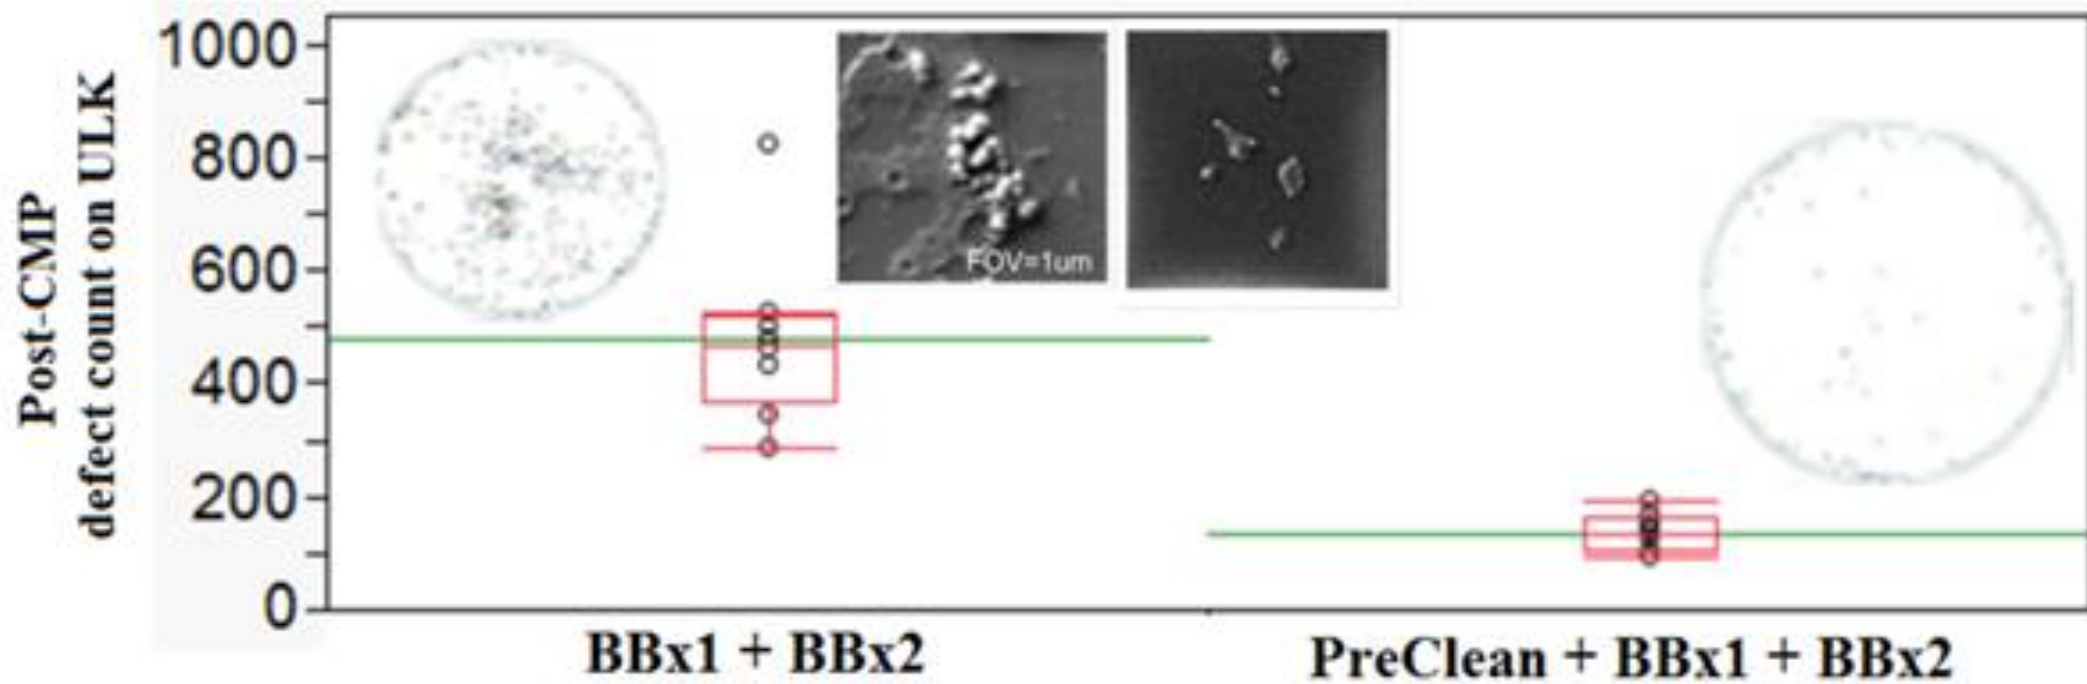 Post-CMP
defect count on ULK
1000
800
600
400
200
0
FOV=1um
BBx1 + BBx2
PreClean + BBx1 + BBx2